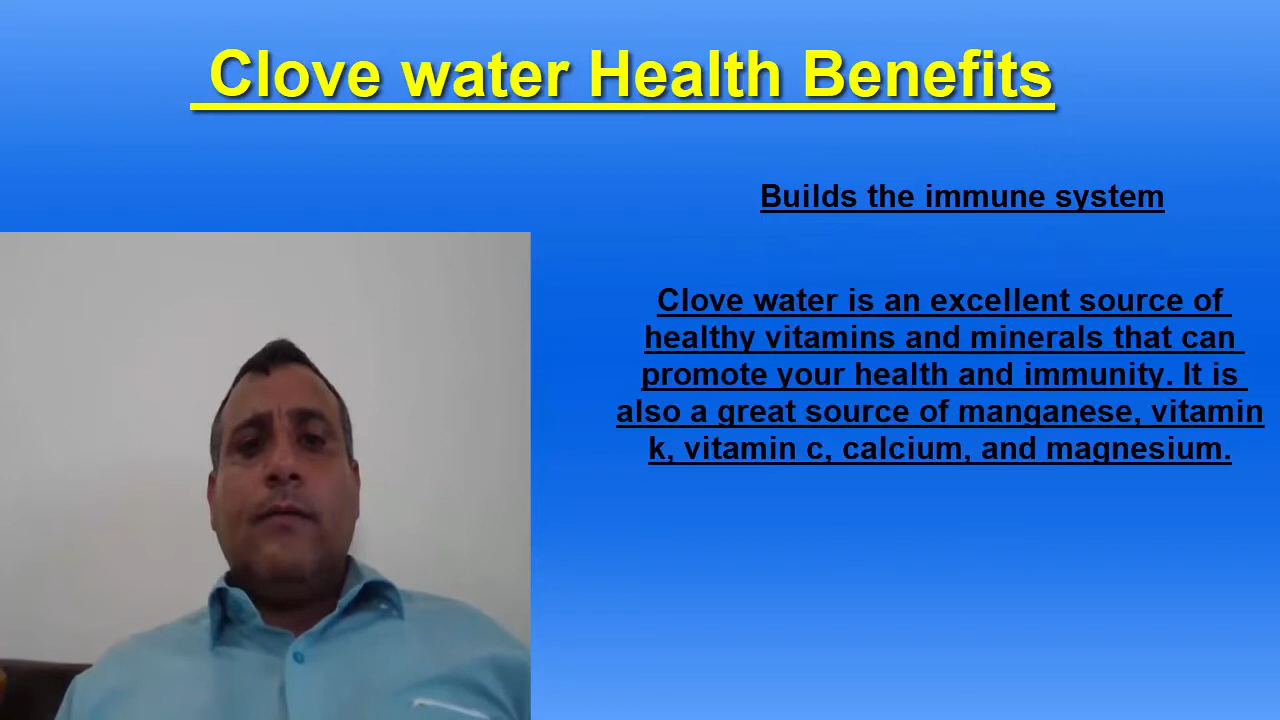 Clove water Health Benefits
Builds the immune system
Clove water is an excellent source of
healthy vitamins and minerals that can
promote your health and immunity. It is
also a great source of manganese, vitamin
k, vitamin c, calcium, and magnesium.